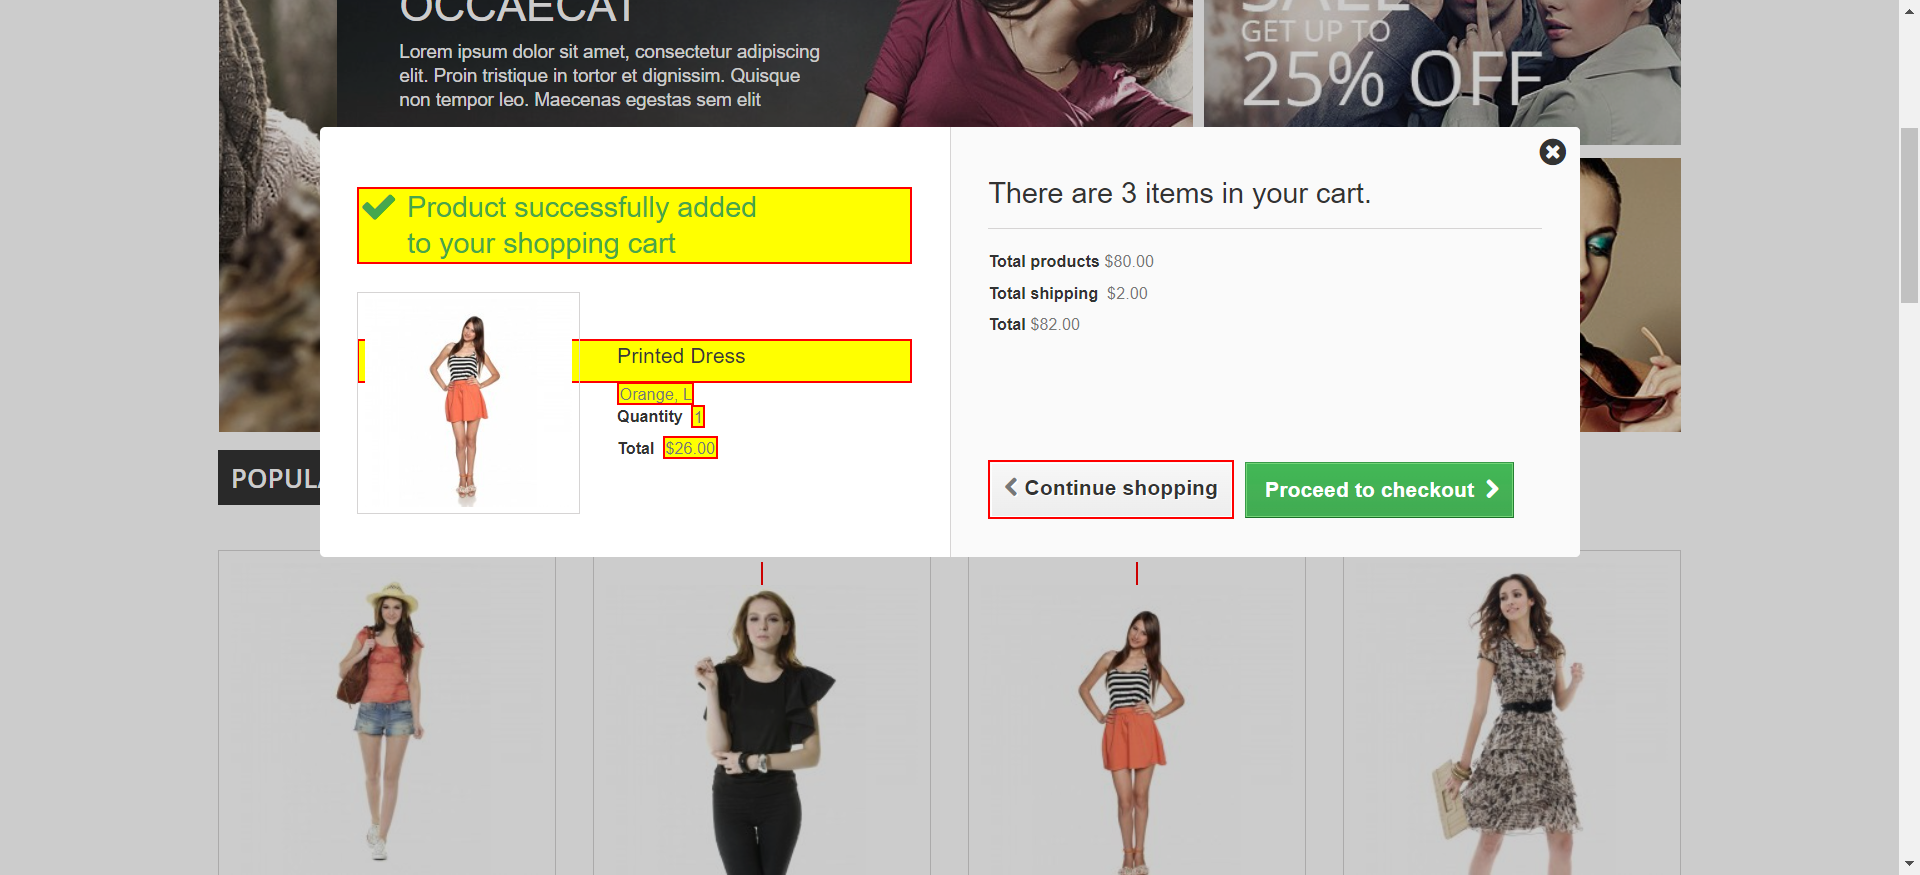 OCCAECAT
Lorem ipsum dolor sit amet, consectetur adipiscing
elit. Proin tristique in tortor et dignissim. Quisque
non tempor leo. Maecenas egestas sem elit
SALE
GET UP TO
25% OFF
Product successfully added
to your shopping cart
Printed Dress
Orange, L
Quantity 1
Total $26.00
There are 3 items in your cart.
Total products $80.00
Total shipping $2.00
Total $82.00
Continue shopping
Proceed to checkout